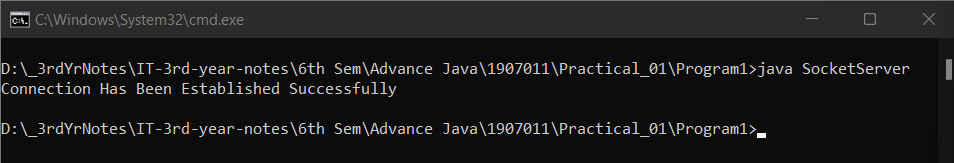 C:\Windows\System32\cmd.exe
D:\_3rdYrNotes\IT-3rd-year-notes\6th Sem\Advance Java\1907011\Practical_01\Program1>java SocketServer
Connection Has Been Established Successfully
D:\_3rdYrNotes\IT-3rd-year-notes\6th Sem\Advance Java\1907011\Practical_01\Program1>